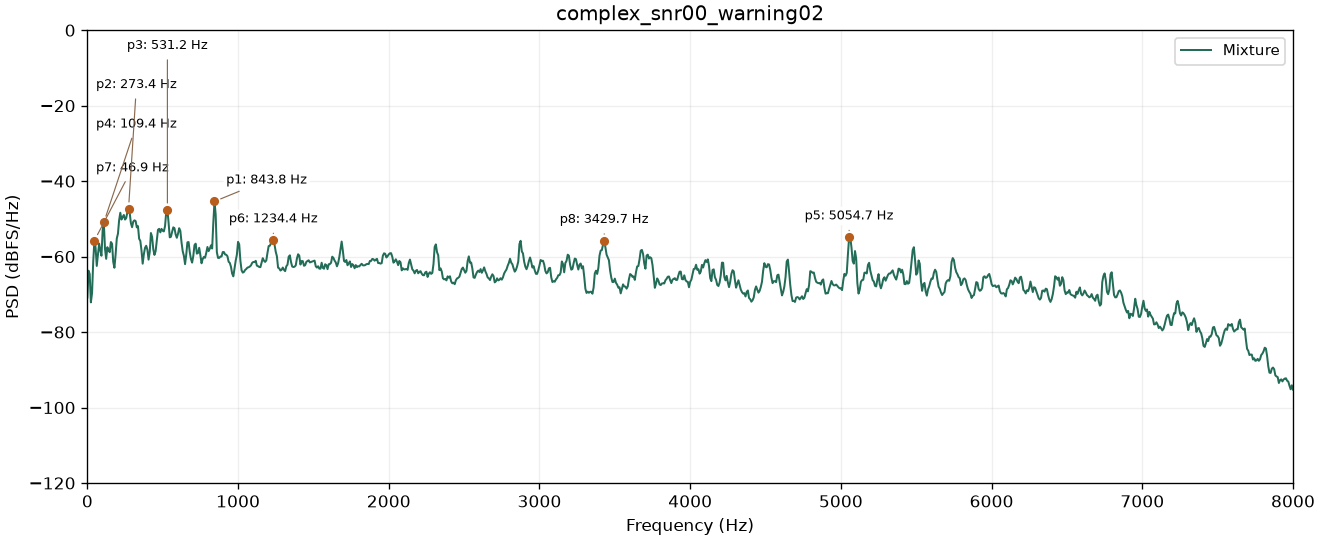 complex_snr00_warning02
Mixture
p3: 531.2 Hz
p2: 273.4 Hz
p4: 109.4 Hz
p7: 46.9 Hz
p1: 843.8 Hz
p6: 1234.4 Hz
p8: 3429.7 Hz
p5: 5054.7 Hz
PSD (dBFS/Hz)
0
−20
−40
−60
−80
−100
−120
0 1000 2000 3000 4000 5000 6000 7000 8000
Frequency (Hz)